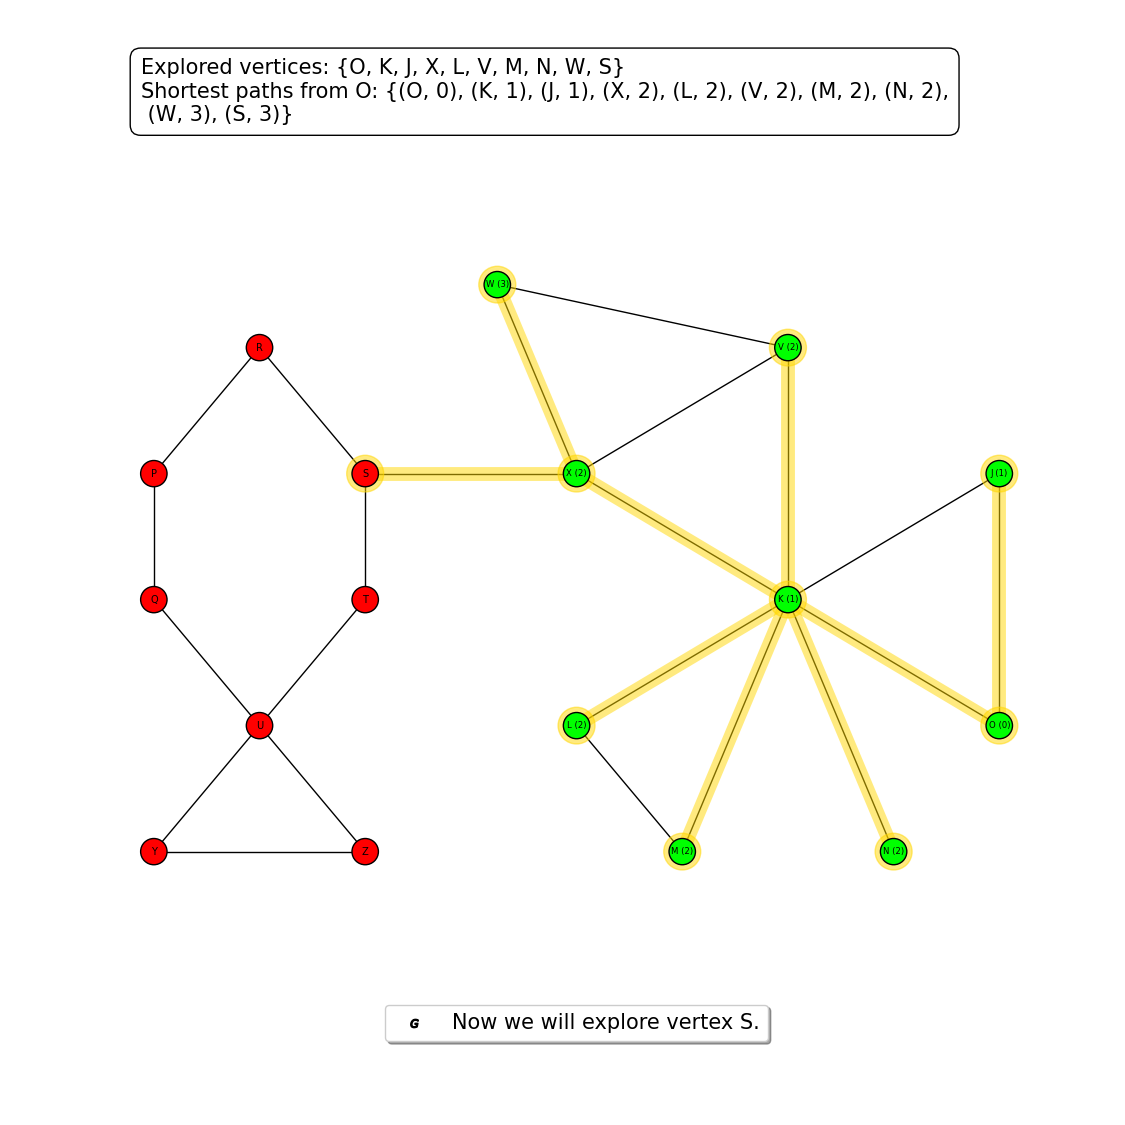 Explored vertices: {O, K, J, X, L, V, M, N, W, S}
Shortest paths from O: {(O, 0), (K, 1), (J, 1), (X, 2), (L, 2), (V, 2), (M, 2), (N, 2),
(W, 3), (S, 3)}
W (3)
R
V (2)
P
S
X (2)
J (1)
Q
T
K (1)
U
L (2)
O (0)
Y
Z
M (2)
N (2)
G Now we will explore vertex S.